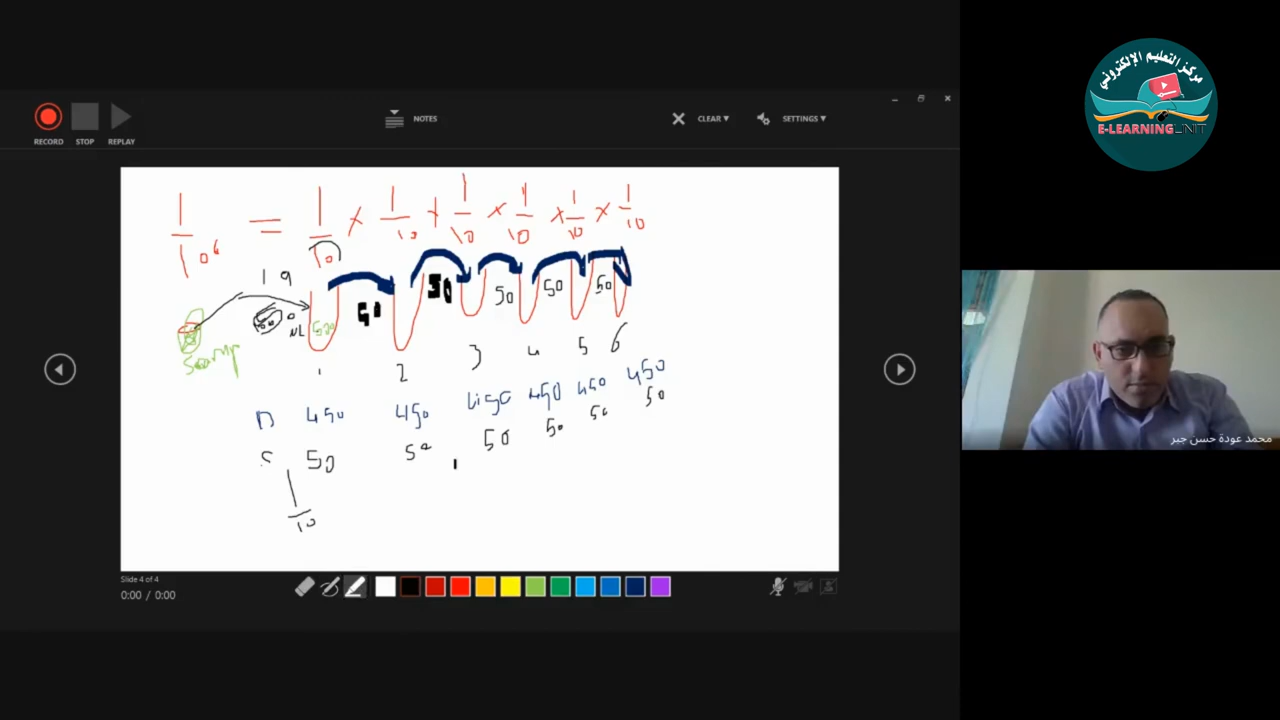 مركز التعليم الإلكتروني
E-LEARNING UNIT
RECORD STOP REPLAY NOTES CLEAR SETTINGS
1/10⁶ = 1/10 × 1/10 × 1/10 × 1/10 × 1/10 × 1/10
1 9
50 50 50 50 50
500
1 2 3 4 5 6
D 450 450 450 450 450 450
S 50 50 50 50 50 50
1/10
محمد عودة حسن جبر
Slide 4 of 4
0:00 / 0:00